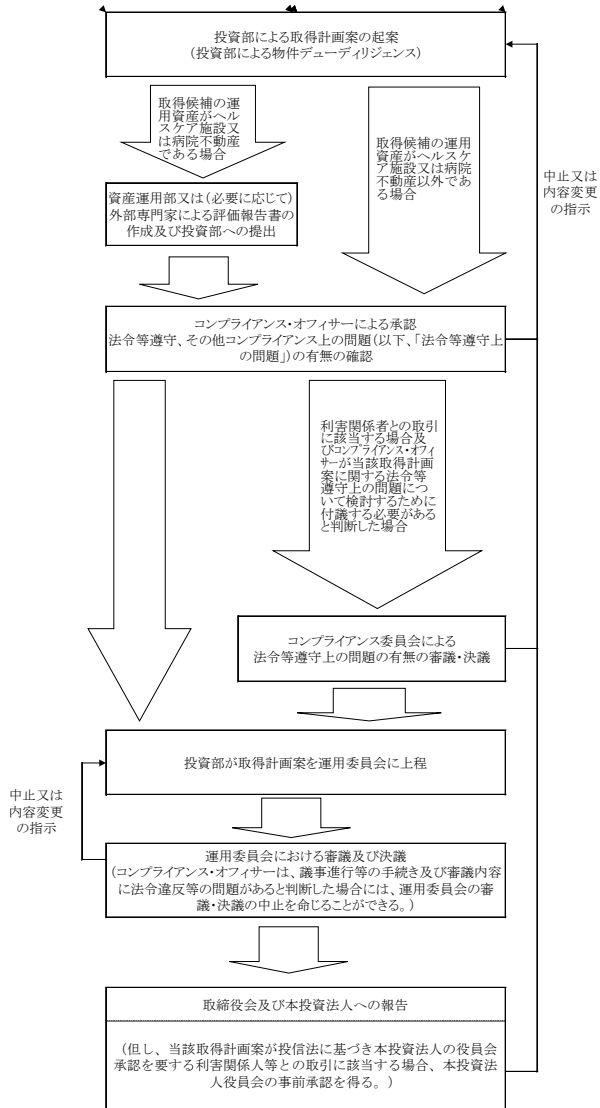 投資部による取得計画案の起案
(投資部による物件デューディリジェンス)
取得候補の運
用資産がヘル
スケア施設又
は病院不動産
である場合
取得候補の運用
資産がヘルスケ
ア施設又は病院
不動産以外であ
る場合
中止又は
内容変更
の指示
資産運用部又は(必要に応じて)
外部専門家による評価報告書の
作成及び投資部への提出
コンプライアンス・オフィサーによる承認
法令等遵守、その他コンプライアンス上の問題(以下、「法令等遵守上
の問題」)の有無の確認
利害関係者との取引
に該当する場合及
びコンプライアンス・オフィ
サーが当該取得計画
案に関する法令等
遵守上の問題につ
いて検討するために
付議する必要がある
と判断した場合
コンプライアンス委員会による
法令等遵守上の問題の有無の審議・決議
投資部が取得計画案を運用委員会に上程
中止又は
内容変更
の指示
運用委員会における審議及び決議
(コンプライアンス・オフィサーは、議事進行等の手続き及び審議内容
に法令違反等の問題があると判断した場合には、運用委員会の審
議・決議の中止を命じることができる。)
取締役会及び本投資法人への報告
(但し、当該取得計画案が投信法に基づき本投資法人の役員会
承認を要する利害関係人等との取引に該当する場合、本投資法
人役員会の事前承認を得る。)